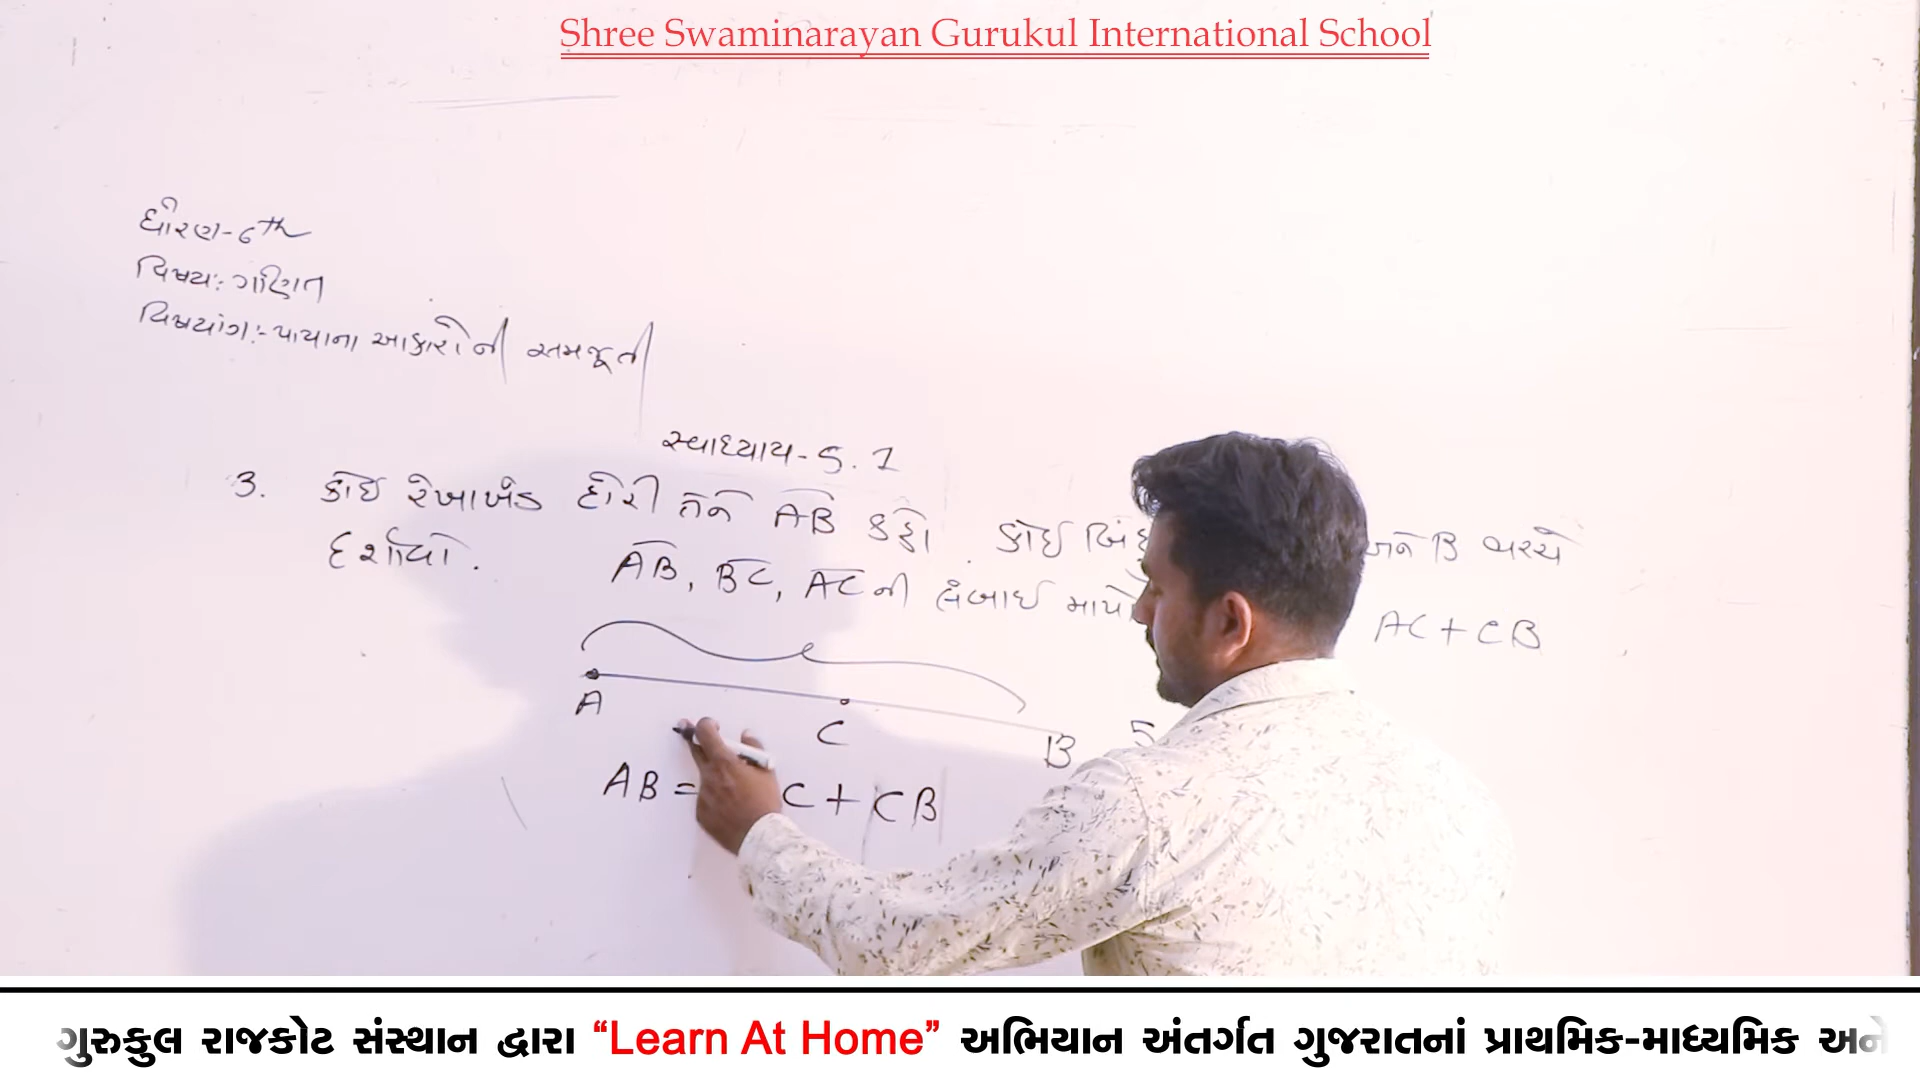 Shree Swaminarayan Gurukul International School
ધોરણ-6th
વિષય: ગણિત
વિષયાંગ:- પાયાના આકારોની સમજૂતી
સ્વાધ્યાય-5.1
3. કોઈ રેખાખંડ દોરી તેને AB કહો. કોઈ અને B વચ્ચે
દર્શાવો. AB, BC, AC ની લંબાઈ માપો AC+CB
A C B 5
AB= C+CB
ગુરુકુલ રાજકોટ સંસ્થાન દ્વારા “Learn At Home” અભિયાન અંતર્ગત ગુજરાતનાં પ્રાથમિક-માધ્યમિક અને